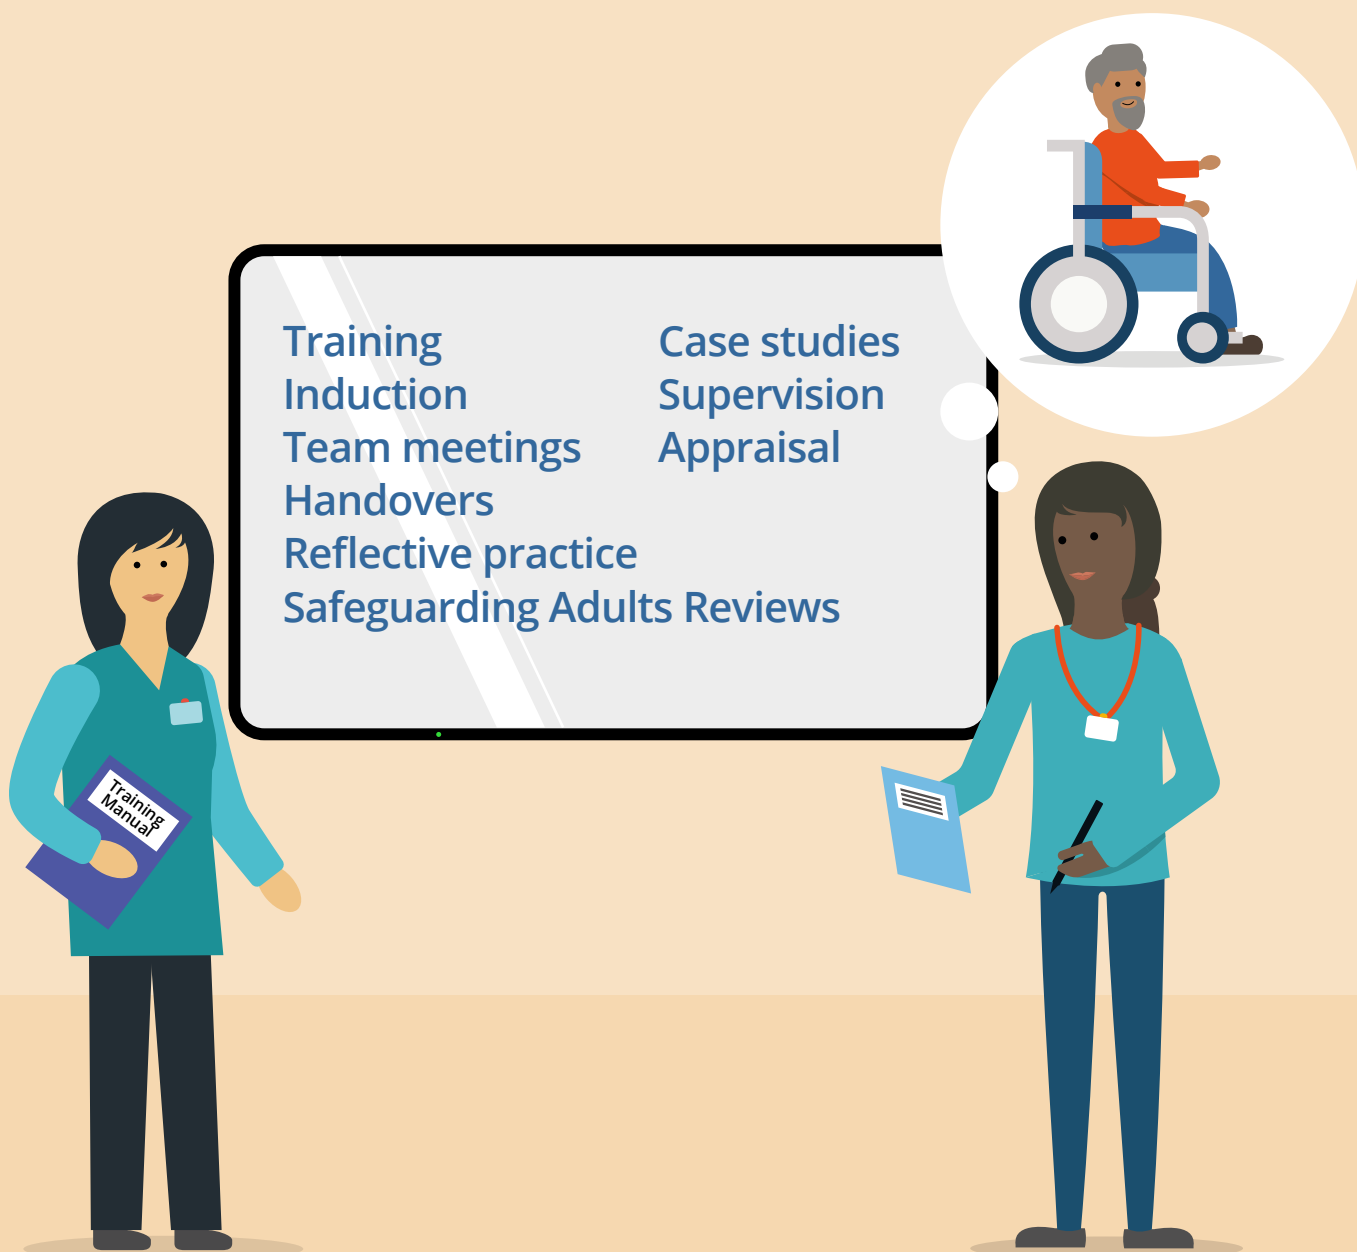 Training
Induction
Team meetings
Handovers
Reflective practice
Safeguarding Adults Reviews
Case studies
Supervision
Appraisal
Training
Manual